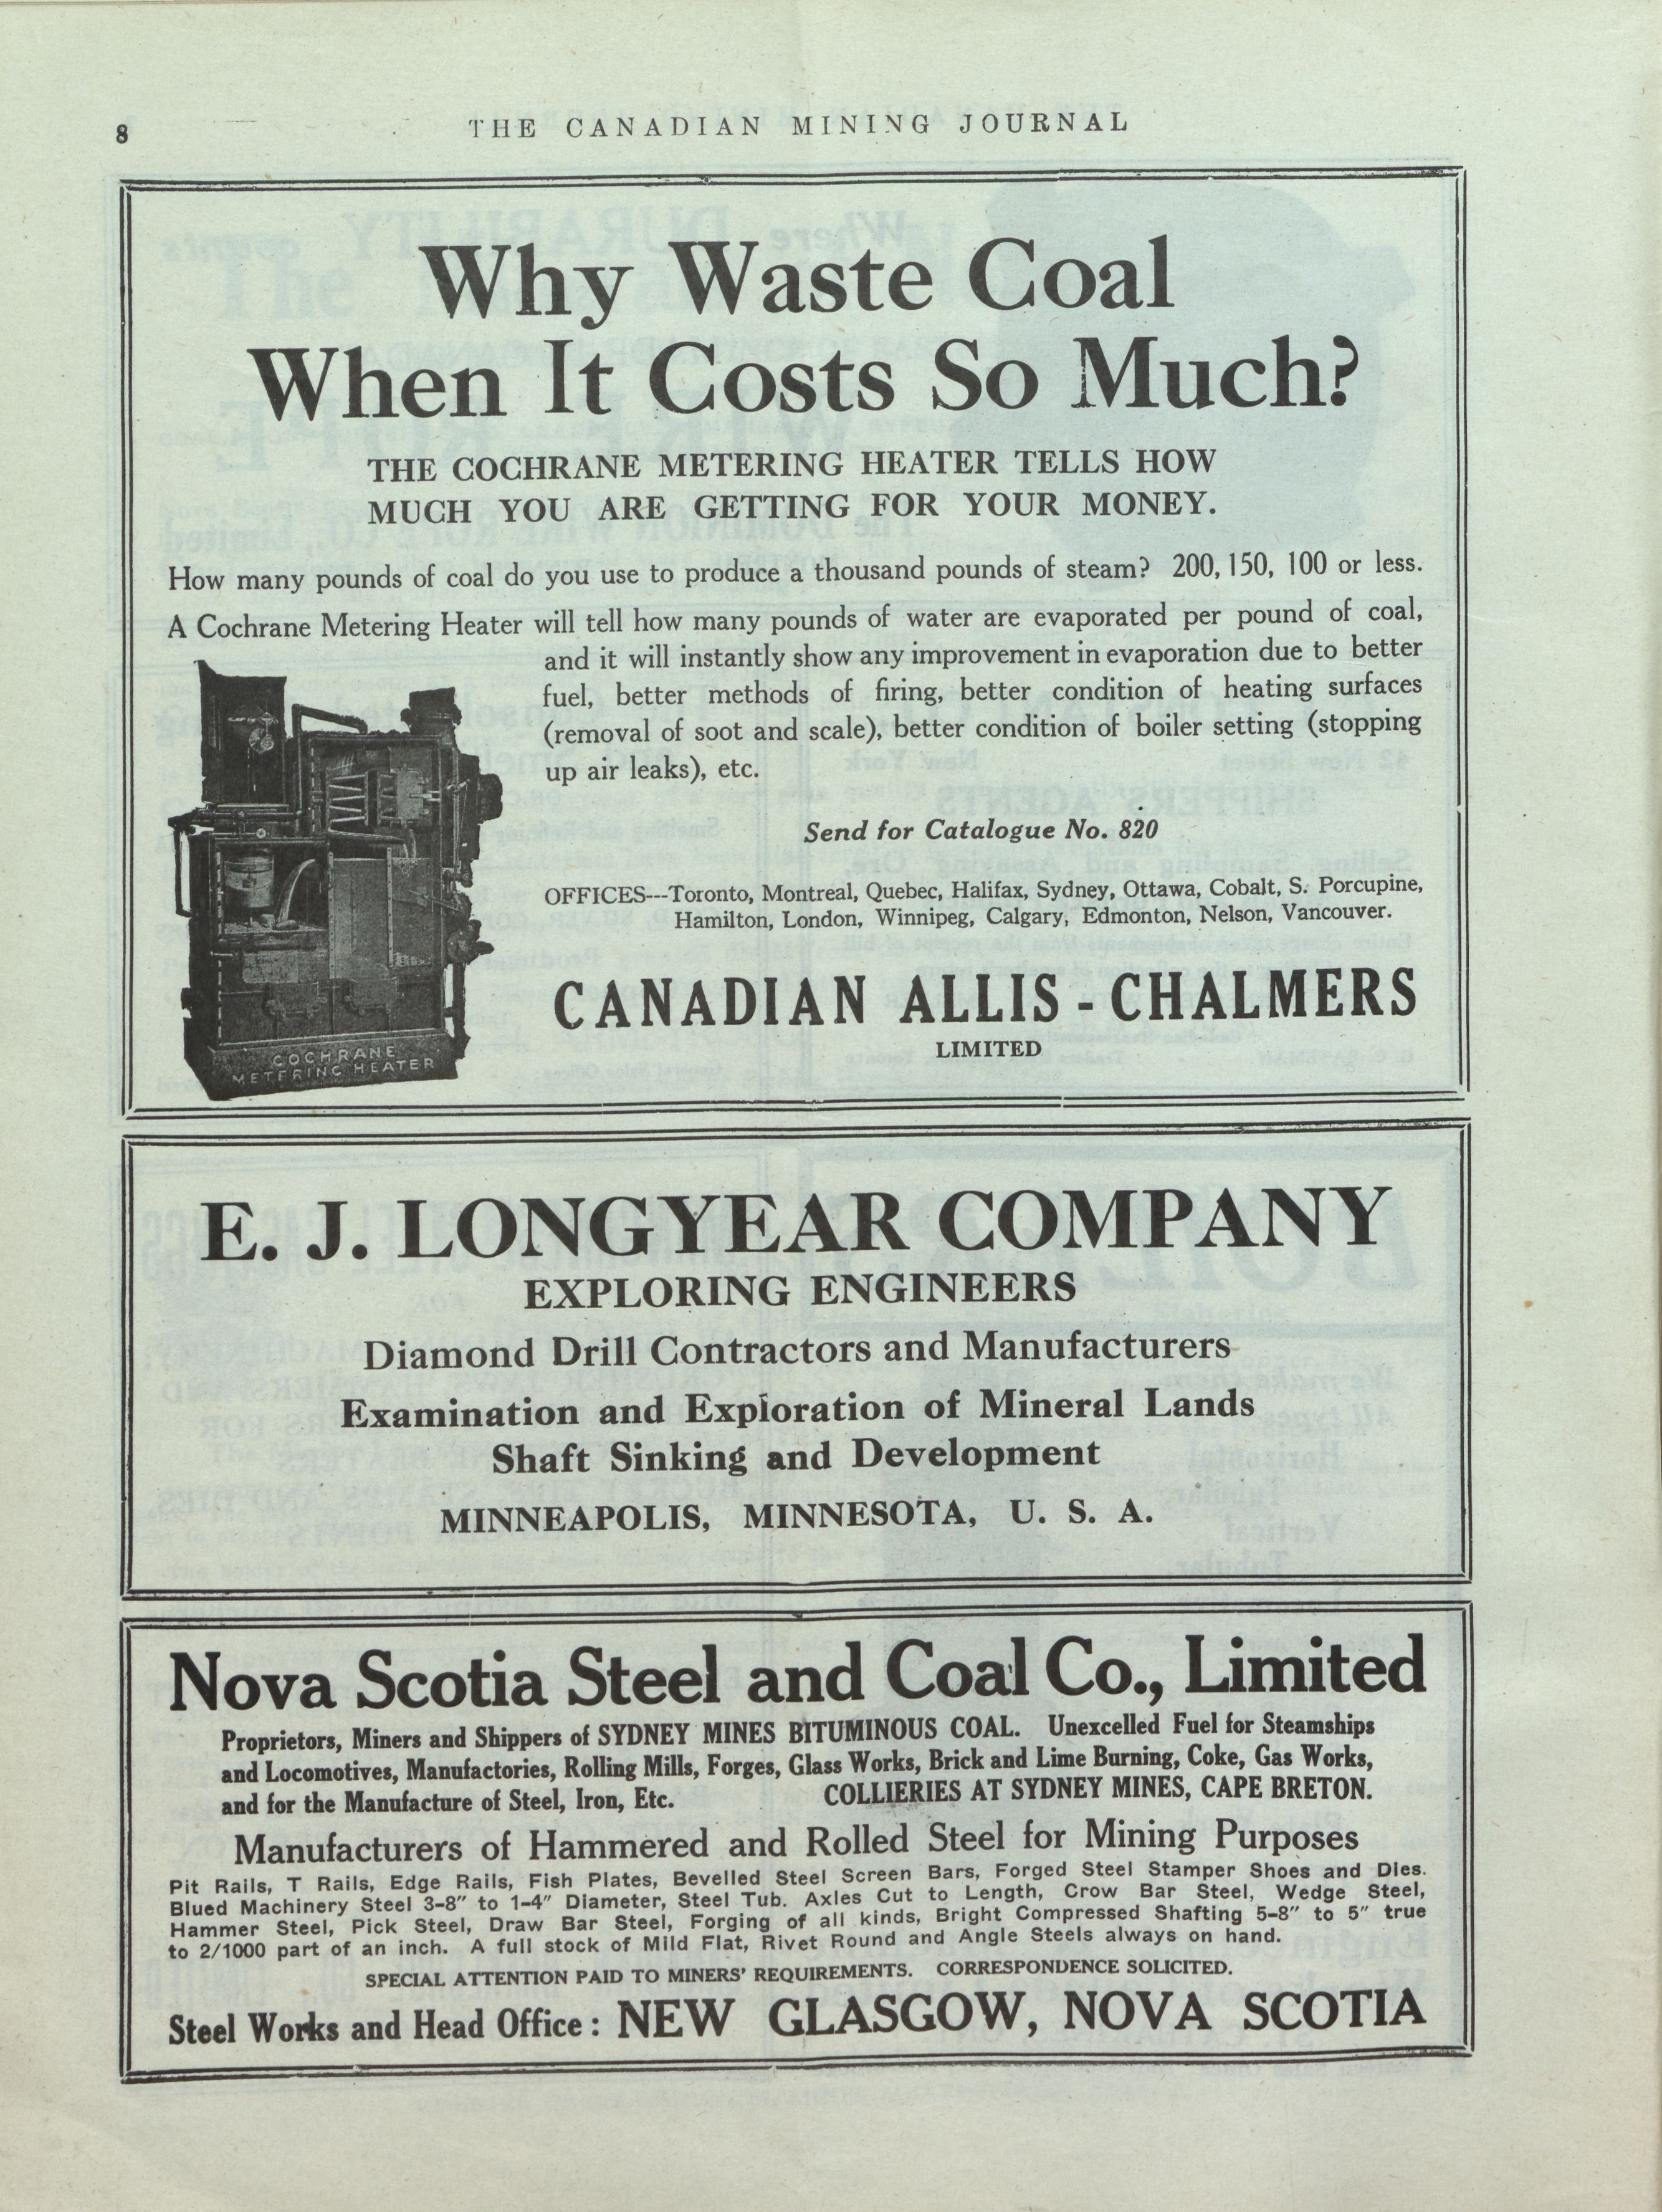 8
THE CANADIAN MINING JOURNAL
Why Waste Coal
When It Costs So Much?
THE COCHRANE METERING HEATER TELLS HOW
MUCH YOU ARE GETTING FOR YOUR MONEY.
How many pounds of coal do you use to produce a thousand pounds of steam? 200, 150, 100 or less.
A Cochrane Metering Heater will tell how many pounds of water are evaporated per pound of coal,
and it will instantly show any improvement in evaporation due to better
fuel, better methods of firing, better condition of heating surfaces
(removal of soot and scale), better condition of boiler setting (stopping
up air leaks), etc.
Send for Catalogue No. 820
OFFICES---Toronto, Montreal, Quebec, Halifax, Sydney, Ottawa, Cobalt, S. Porcupine,
Hamilton, London, Winnipeg, Calgary, Edmonton, Nelson, Vancouver.
CANADIAN ALLIS-CHALMERS
LIMITED
COCHRANE
METERING HEATER
E. J. LONGYEAR COMPANY
EXPLORING ENGINEERS
Diamond Drill Contractors and Manufacturers
Examination and Exploration of Mineral Lands
Shaft Sinking and Development
MINNEAPOLIS, MINNESOTA, U. S. A.
Nova Scotia Steel and Coal Co., Limited
Proprietors, Miners and Shippers of SYDNEY MINES BITUMINOUS COAL. Unexcelled Fuel for Steamships
and Locomotives, Manufactories, Rolling Mills, Forges, Glass Works, Brick and Lime Burning, Coke, Gas Works,
and for the Manufacture of Steel, Iron, Etc. COLLIERIES AT SYDNEY MINES, CAPE BRETON.
Manufacturers of Hammered and Rolled Steel for Mining Purposes
Pit Rails, T Rails, Edge Rails, Fish Plates, Bevelled Steel Screen Bars, Forged Steel Stamper Shoes and Dies.
Blued Machinery Steel 3-8″ to 1-4″ Diameter, Steel Tub. Axles Cut to Length, Crow Bar Steel, Wedge Steel,
Hammer Steel, Pick Steel, Draw Bar Steel, Forging of all kinds, Bright Compressed Shafting 5-8″ to 5″ true
to 2/1000 part of an inch. A full stock of Mild Flat, Rivet Round and Angle Steels always on hand.
SPECIAL ATTENTION PAID TO MINERS' REQUIREMENTS. CORRESPONDENCE SOLICITED.
Steel Works and Head Office: NEW GLASGOW, NOVA SCOTIA